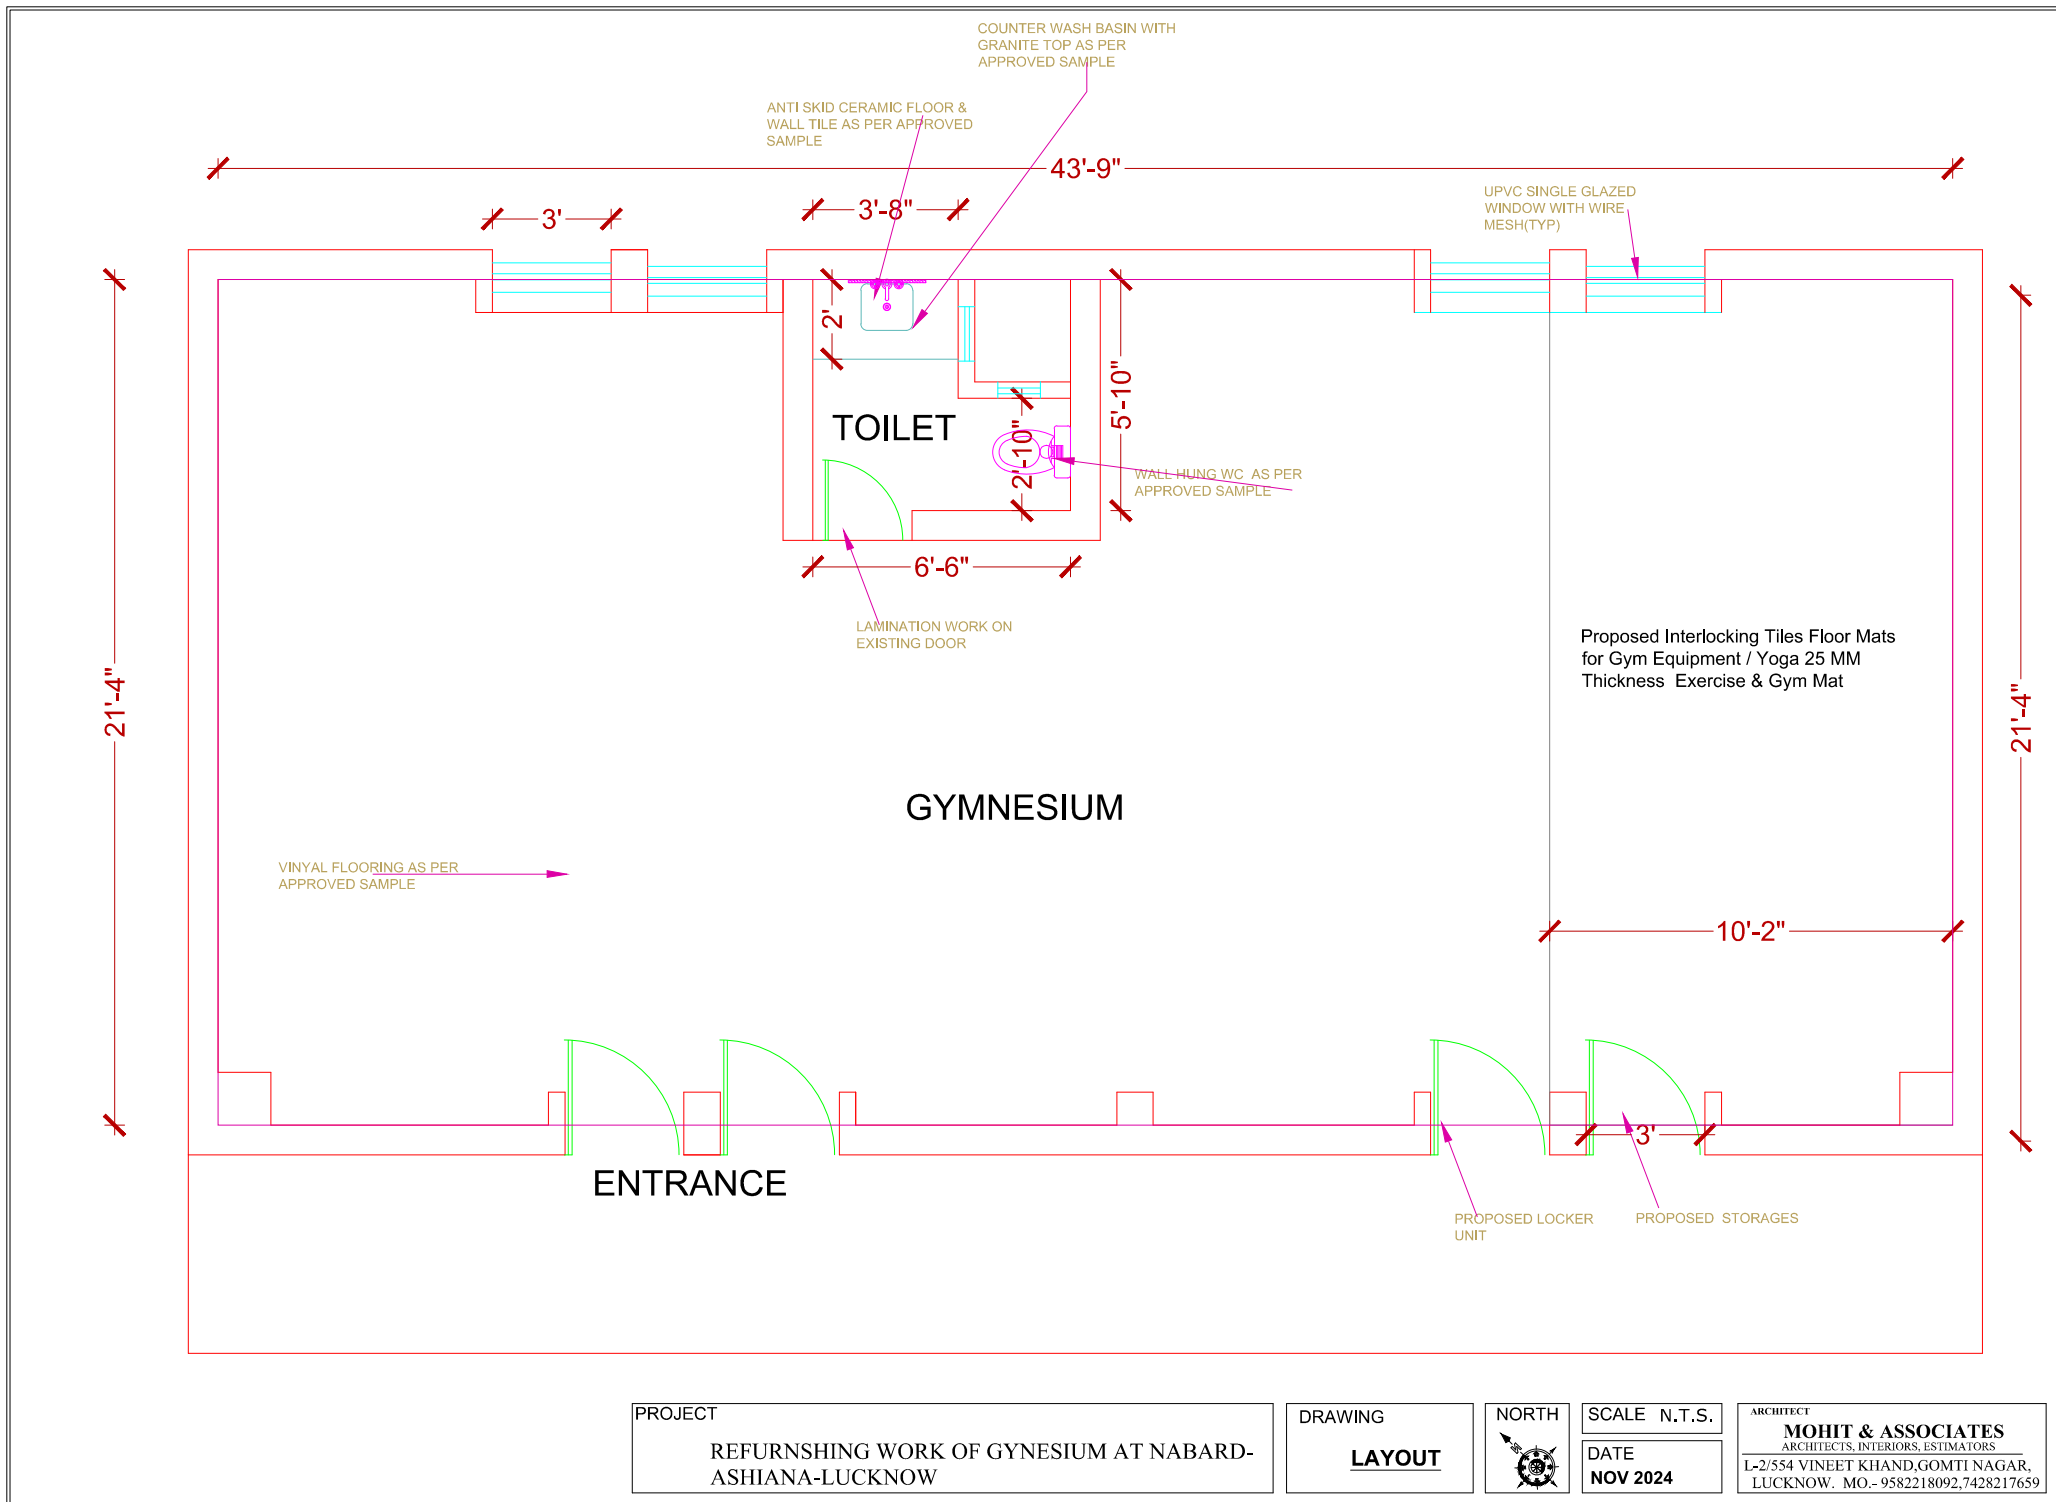 COUNTER WASH BASIN WITH
GRANITE TOP AS PER
APPROVED SAMPLE
ANTI SKID CERAMIC FLOOR &
WALL TILE AS PER APPROVED
SAMPLE
43'-9"
UPVC SINGLE GLAZED
WINDOW WITH WIRE
MESH(TYP)
3'
3'-8"
2'
5'-10"
TOILET
2'-10"
WALL HUNG WC AS PER
APPROVED SAMPLE
6'-6"
LAMINATION WORK ON
EXISTING DOOR
Proposed Interlocking Tiles Floor Mats
for Gym Equipment / Yoga 25 MM
Thickness Exercise & Gym Mat
21'-4"
21'-4"
GYMNESIUM
VINYAL FLOORING AS PER
APPROVED SAMPLE
10'-2"
3'
ENTRANCE
PROPOSED LOCKER
UNIT
PROPOSED STORAGES
PROJECT
REFURNSHING WORK OF GYNESIUM AT NABARD-
ASHIANA-LUCKNOW
DRAWING
LAYOUT
NORTH
N
SCALE N.T.S.
DATE
NOV 2024
ARCHITECT
MOHIT & ASSOCIATES
ARCHITECTS, INTERIORS, ESTIMATORS
L-2/554 VINEET KHAND,GOMTI NAGAR,
LUCKNOW. MO.- 9582218092,7428217659